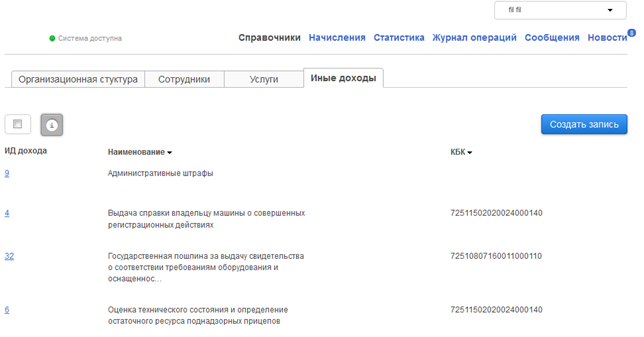 fil fil
Система доступна
Справочники Начисления Статистика Журнал операций Сообщения Новости 3
Организационная стуктура Сотрудники Услуги Иные доходы
Создать запись
ИД дохода Наименование КБК
9 Административные штрафы
4 Выдача справки владельцу машины о совершенных 72511502020024000140
регистрационных действиях
32 Государственная пошлина за выдачу свидетельства 72510807160011000110
о соответствии требованиям оборудования и
оснащеннос...
6 Оценка технического состояния и определение 72511502020024000140
остаточного ресурса поднадзорных прицепов